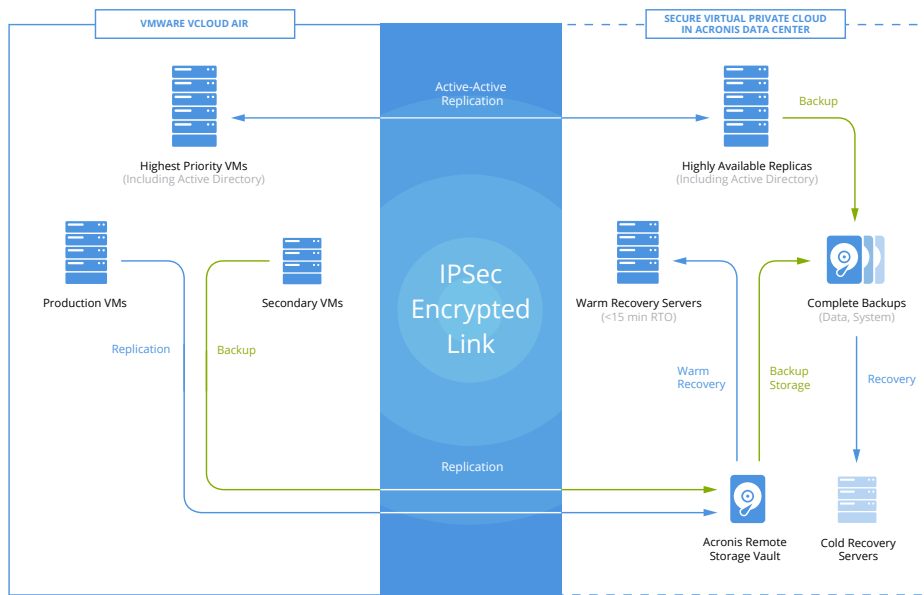 VMWARE VCLOUD AIR
SECURE VIRTUAL PRIVATE CLOUD
IN ACRONIS DATA CENTER
Active-Active
Replication
Backup
Highest Priority VMs
(Including Active Directory)
Highly Available Replicas
(Including Active Directory)
IPSec
Encrypted
Link
Production VMs
Secondary VMs
Warm Recovery Servers
(<15 min RTO)
Complete Backups
(Data, System)
Replication
Backup
Warm
Recovery
Backup
Storage
Recovery
Replication
Acronis Remote
Storage Vault
Cold Recovery
Servers